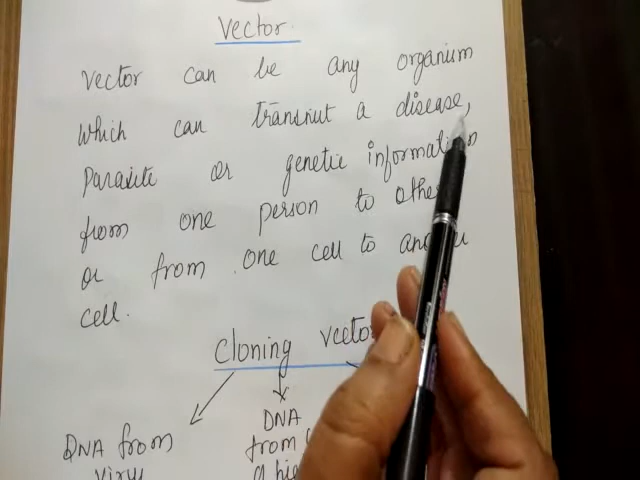 Vector
Vector can be any organism
which can transmit a disease,
Parasite or genetic information
from one person to other
or from one cell to another
cell.
Cloning vector
DNA from
virus
DNA
from